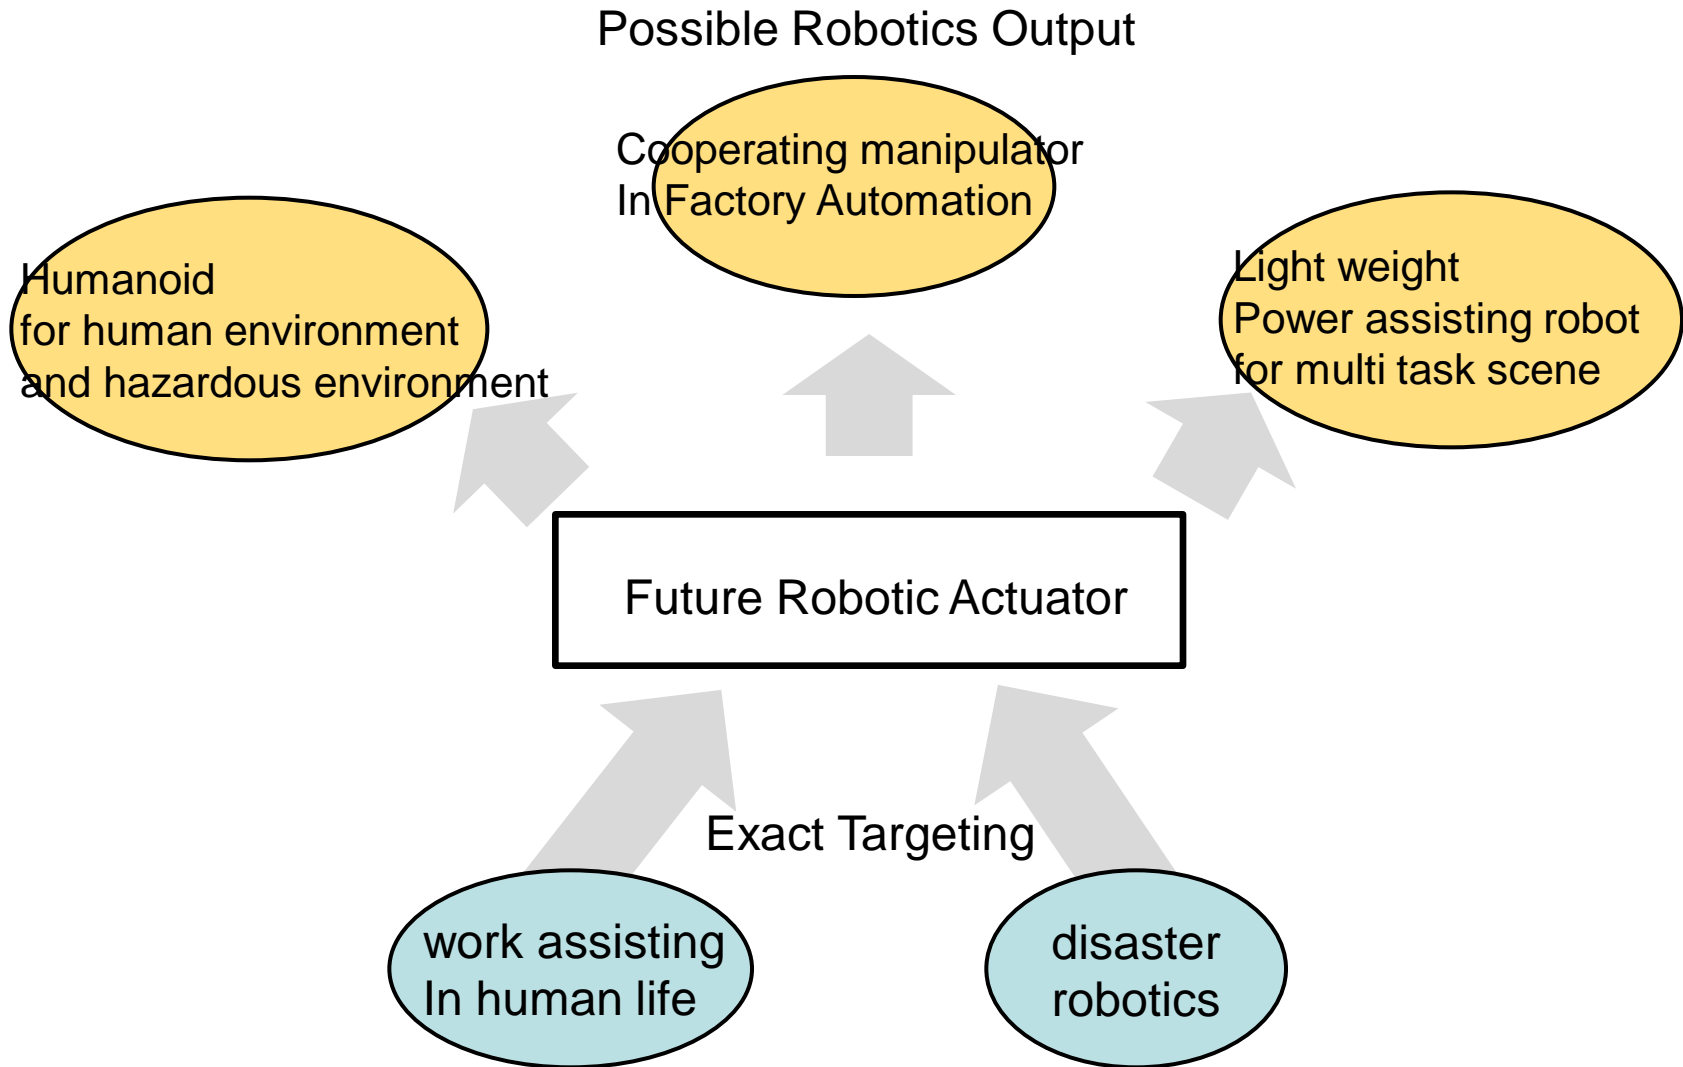 Possible Robotics Output
Cooperating manipulator
In Factory Automation
Humanoid
for human environment
and hazardous environment
Light weight
Power assisting robot
for multi task scene
Future Robotic Actuator
Exact Targeting
work assisting
In human life
disaster
robotics